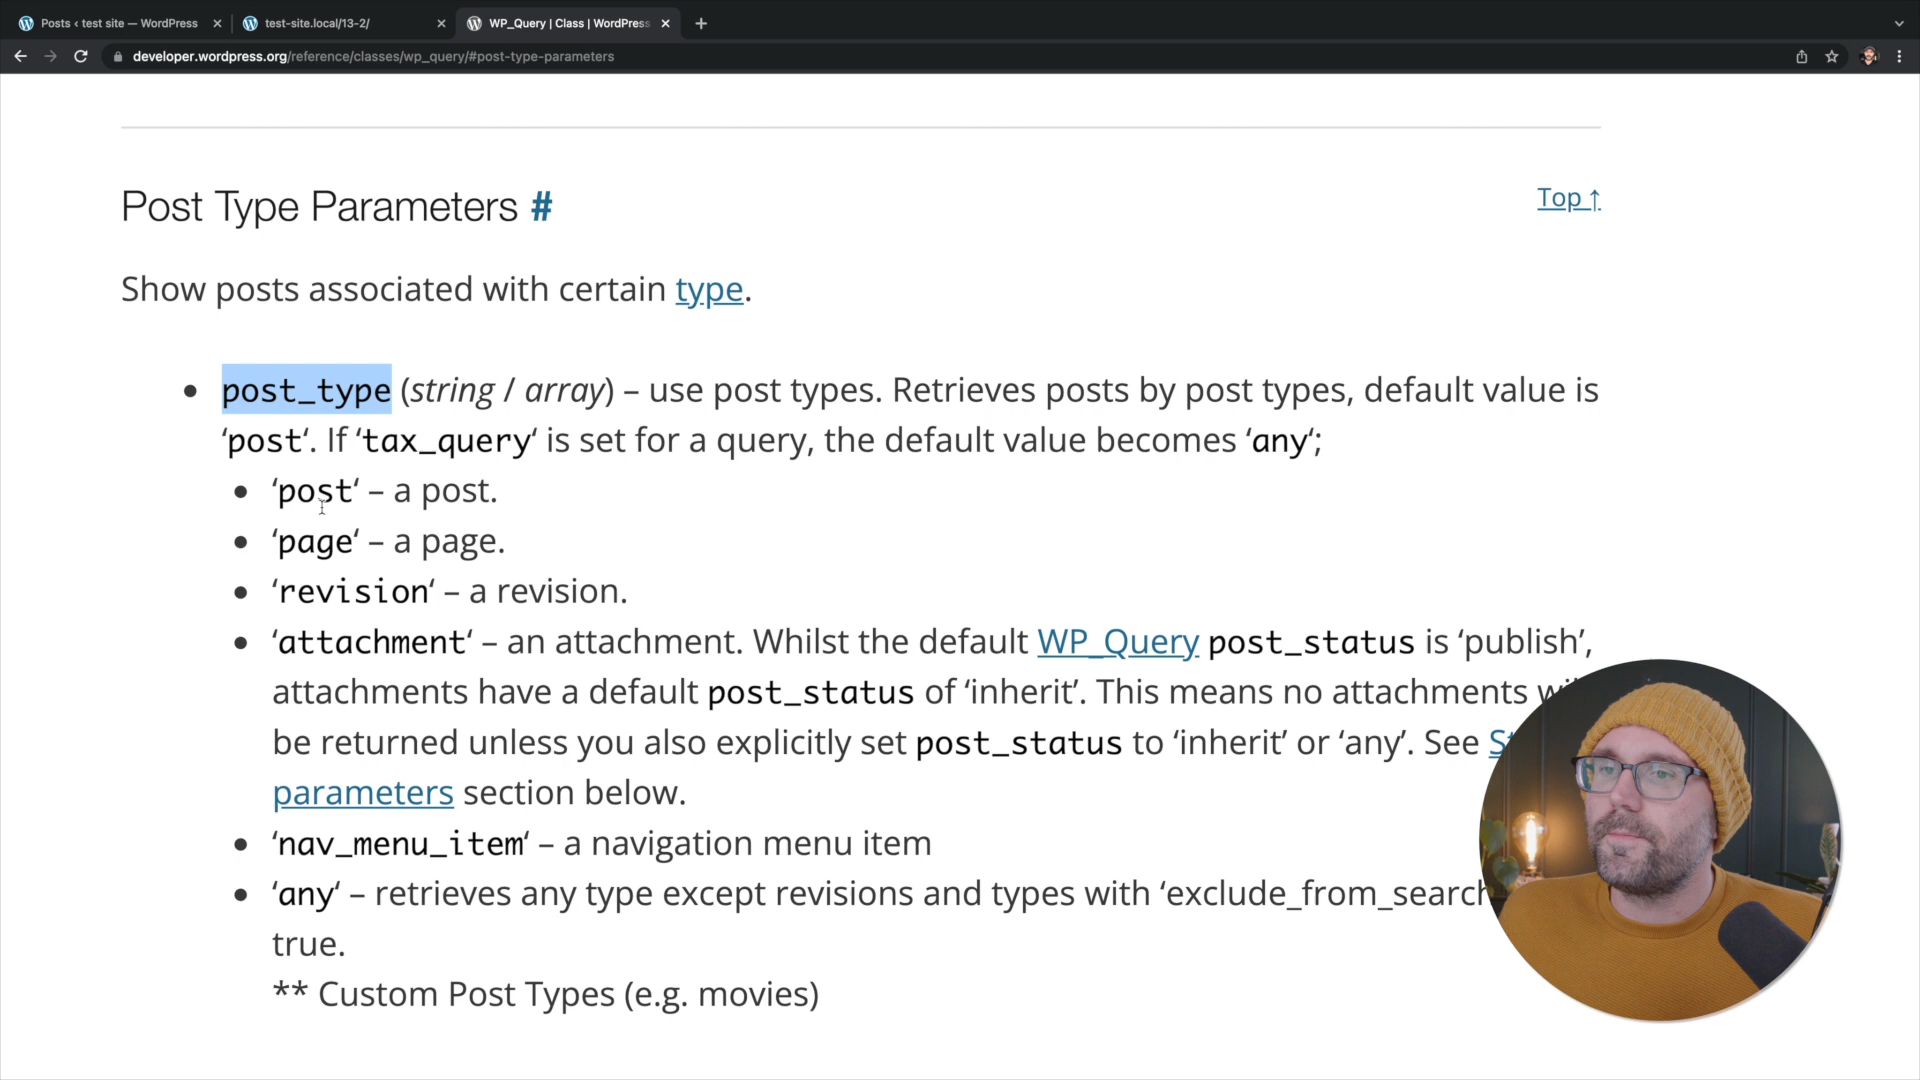 Posts ‹ test site — WordPress
test-site.local/13-2/
WP_Query | Class | WordPress
developer.wordpress.org/reference/classes/wp_query/#post-type-parameters
Post Type Parameters #
Top ↑
Show posts associated with certain type.
post_type (string / array) – use post types. Retrieves posts by post types, default value is
‘post‘. If ‘tax_query‘ is set for a query, the default value becomes ‘any‘;
‘post‘ – a post.
‘page‘ – a page.
‘revision‘ – a revision.
‘attachment‘ – an attachment. Whilst the default WP_Query post_status is ‘publish’,
attachments have a default post_status of ‘inherit’. This means no attachments
be returned unless you also explicitly set post_status to ‘inherit’ or ‘any’. See
parameters section below.
‘nav_menu_item‘ – a navigation menu item
‘any‘ – retrieves any type except revisions and types with ‘exclude_from_search
true.
** Custom Post Types (e.g. movies)